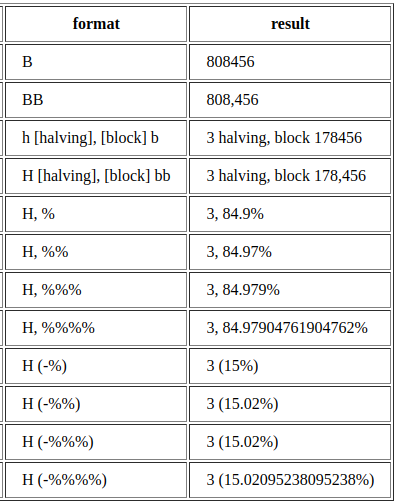 format result
B 808456
BB 808,456
h [halving], [block] b 3 halving, block 178456
H [halving], [block] bb 3 halving, block 178,456
H, % 3, 84.9%
H, %% 3, 84.97%
H, %%% 3, 84.979%
H, %%%% 3, 84.97904761904762%
H (-%) 3 (15%)
H (-%%) 3 (15.02%)
H (-%%%) 3 (15.02%)
H (-%%%%) 3 (15.02095238095238%)